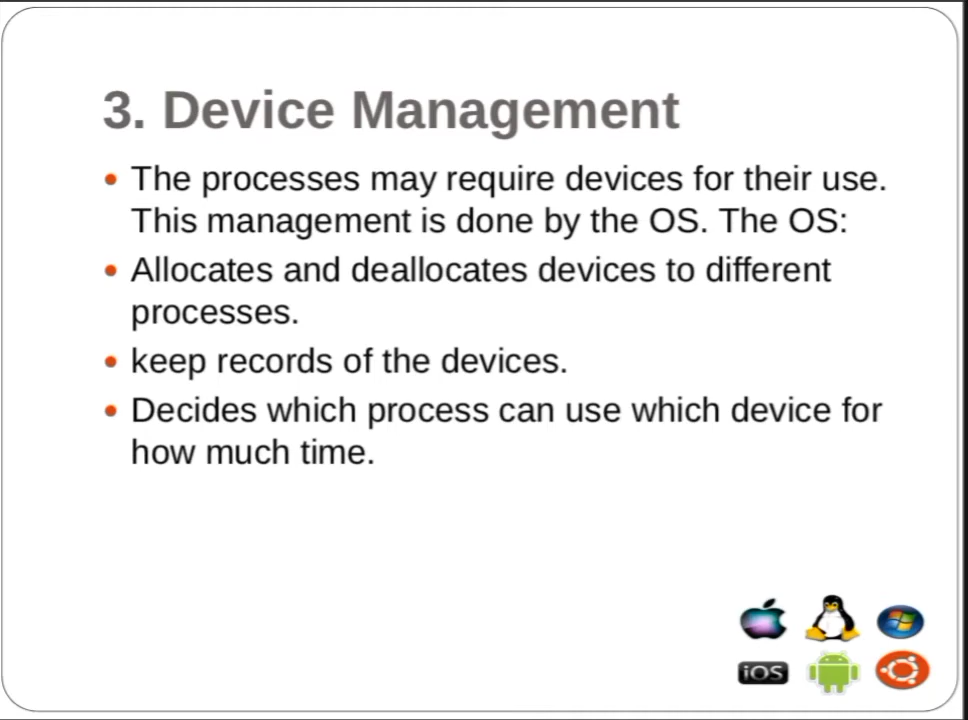 3. Device Management
The processes may require devices for their use.
This management is done by the OS. The OS:
Allocates and deallocates devices to different
processes.
keep records of the devices.
Decides which process can use which device for
how much time.
iOS